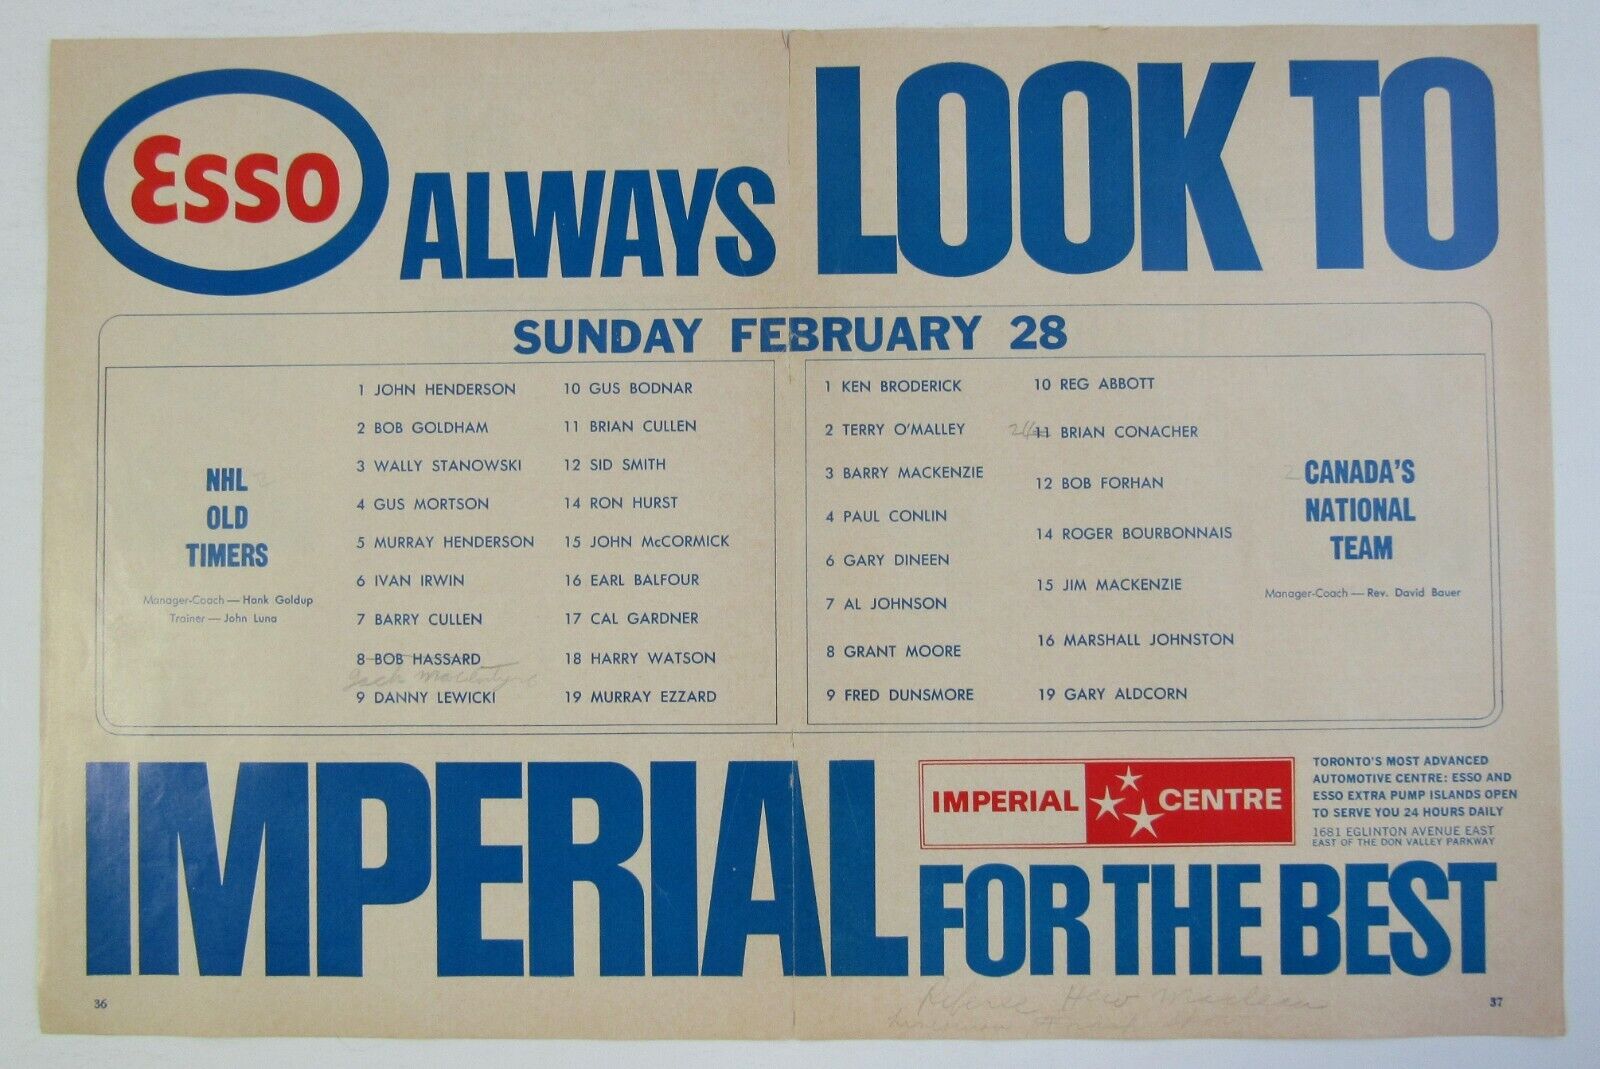 Esso ALWAYS LOOK TO
SUNDAY FEBRUARY 28
NHL
OLD
TIMERS
Manager-Coach — Hank Goldup
Trainer — John Luna
1 JOHN HENDERSON
2 BOB GOLDHAM
3 WALLY STANOWSKI
4 GUS MORTSON
5 MURRAY HENDERSON
6 IVAN IRWIN
7 BARRY CULLEN
8 BOB HASSARD
Jack
9 DANNY LEWICKI
10 GUS BODNAR
11 BRIAN CULLEN
12 SID SMITH
14 RON HURST
15 JOHN McCORMICK
16 EARL BALFOUR
17 CAL GARDNER
18 HARRY WATSON
19 MURRAY EZZARD
1 KEN BRODERICK
2 TERRY O'MALLEY
3 BARRY MACKENZIE
4 PAUL CONLIN
6 GARY DINEEN
7 AL JOHNSON
8 GRANT MOORE
9 FRED DUNSMORE
10 REG ABBOTT
11 BRIAN CONACHER
12 BOB FORHAN
14 ROGER BOURBONNAIS
15 JIM MACKENZIE
16 MARSHALL JOHNSTON
19 GARY ALDCORN
CANADA'S
NATIONAL
TEAM
Manager-Coach — Rev. David Bauer
IMPERIAL
IMPERIAL CENTRE
TORONTO'S MOST ADVANCED
AUTOMOTIVE CENTRE: ESSO AND
ESSO EXTRA PUMP ISLANDS OPEN
TO SERVE YOU 24 HOURS DAILY
1681 EGLINTON AVENUE EAST
EAST OF THE DON VALLEY PARKWAY
FOR THE BEST
36
Referee
37